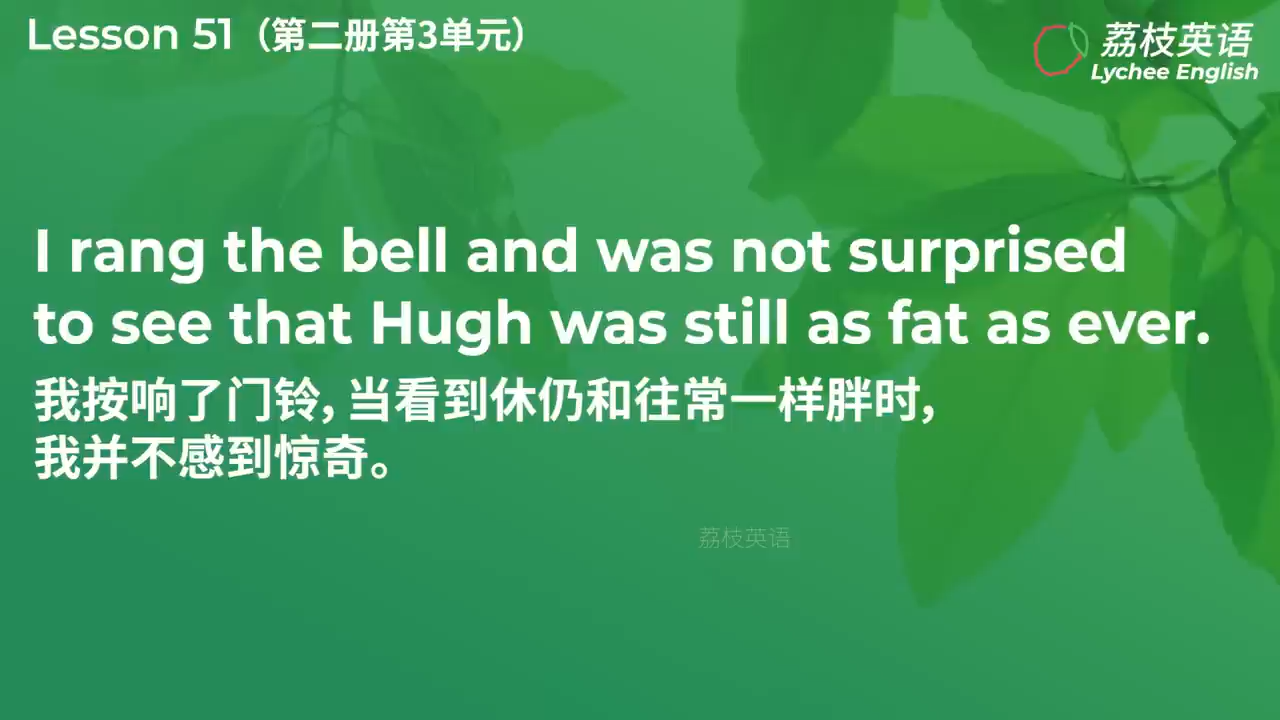 Lesson 51（第二册第3单元）
荔枝英语
Lychee English
I rang the bell and was not surprised
to see that Hugh was still as fat as ever.
我按响了门铃, 当看到休仍和往常一样胖时,
我并不感到惊奇。
荔枝英语